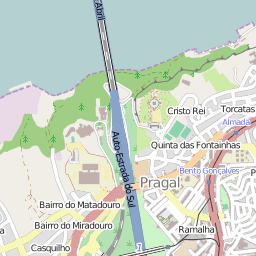 Abril
Cristo Rei
Torcatas
Almada
Auto Estrada do Sul
Quinta das Fontainhas
Bento Gonçalves
Pragal
Bairro do Matadouro
Bairro do Miradouro
Ramalha
Casquilho
1